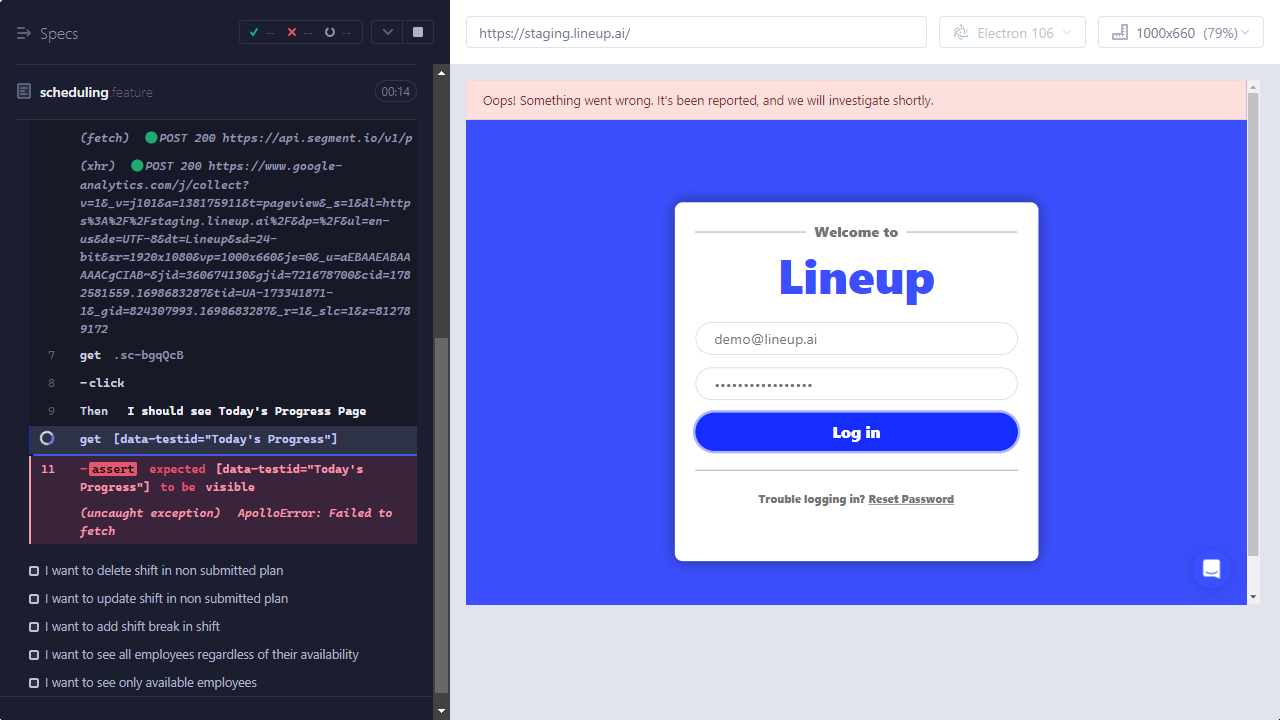 Specs
-- -- --
scheduling.feature
00:14
(fetch) POST 200 https://api.segment.io/v1/p
(xhr) POST 200 https://www.google-
analytics.com/j/collect?
v=1&_v=j101&a=138175911&t=pageview&_s=1&dl=http
s%3A%2F%2Fstaging.lineup.ai%2F&dp=%2F&ul=en-
us&de=UTF-8&dt=Lineup&sd=24-
bit&sr=1920x1080&vp=1000x660&je=0&_u=aEBAAEABAA
AAACgCIAB~&jid=360674130&gjid=721678700&cid=178
2581559.1698683287&tid=UA-173341871-
1&_gid=824307993.1698683287&_r=1&_slc=1&z=81278
9172
7 get .sc-bgqQcB
8 -click
9 Then I should see Today's Progress Page
get [data-testid="Today's Progress"]
11 -assert expected [data-testid="Today's
Progress"] to be visible
(uncaught exception) ApolloError: Failed to
fetch
I want to delete shift in non submitted plan
I want to update shift in non submitted plan
I want to add shift break in shift
I want to see all employees regardless of their availability
I want to see only available employees
https://staging.lineup.ai/
Electron 106
1000x660 (79%)
Oops! Something went wrong. It's been reported, and we will investigate shortly.
Welcome to
Lineup
demo@lineup.ai
•••••••••••••••••
Log in
Trouble logging in? Reset Password